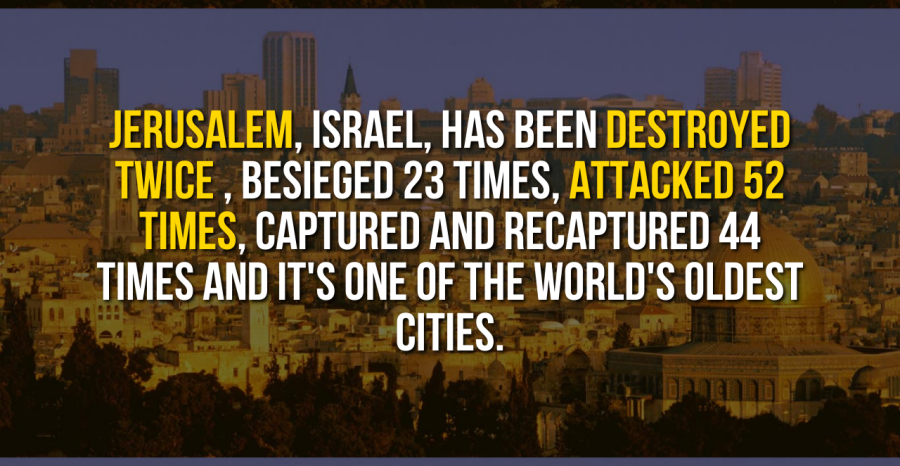 JERUSALEM, ISRAEL, HAS BEEN DESTROYED
TWICE , BESIEGED 23 TIMES, ATTACKED 52
TIMES, CAPTURED AND RECAPTURED 44
TIMES AND IT'S ONE OF THE WORLD'S OLDEST
CITIES.